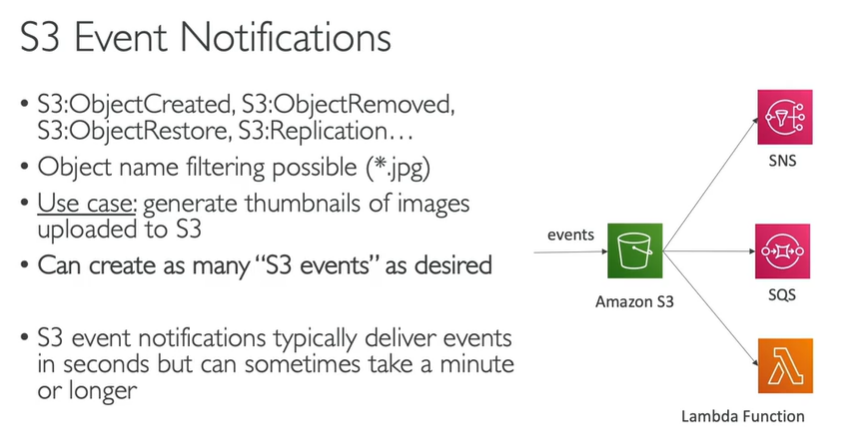 S3 Event Notifications
• S3:ObjectCreated, S3:ObjectRemoved,
S3:ObjectRestore, S3:Replication…
• Object name filtering possible (*.jpg)
• Use case: generate thumbnails of images
uploaded to S3
• Can create as many “S3 events” as desired
• S3 event notifications typically deliver events
in seconds but can sometimes take a minute
or longer
events
Amazon S3
SNS
SQS
Lambda Function